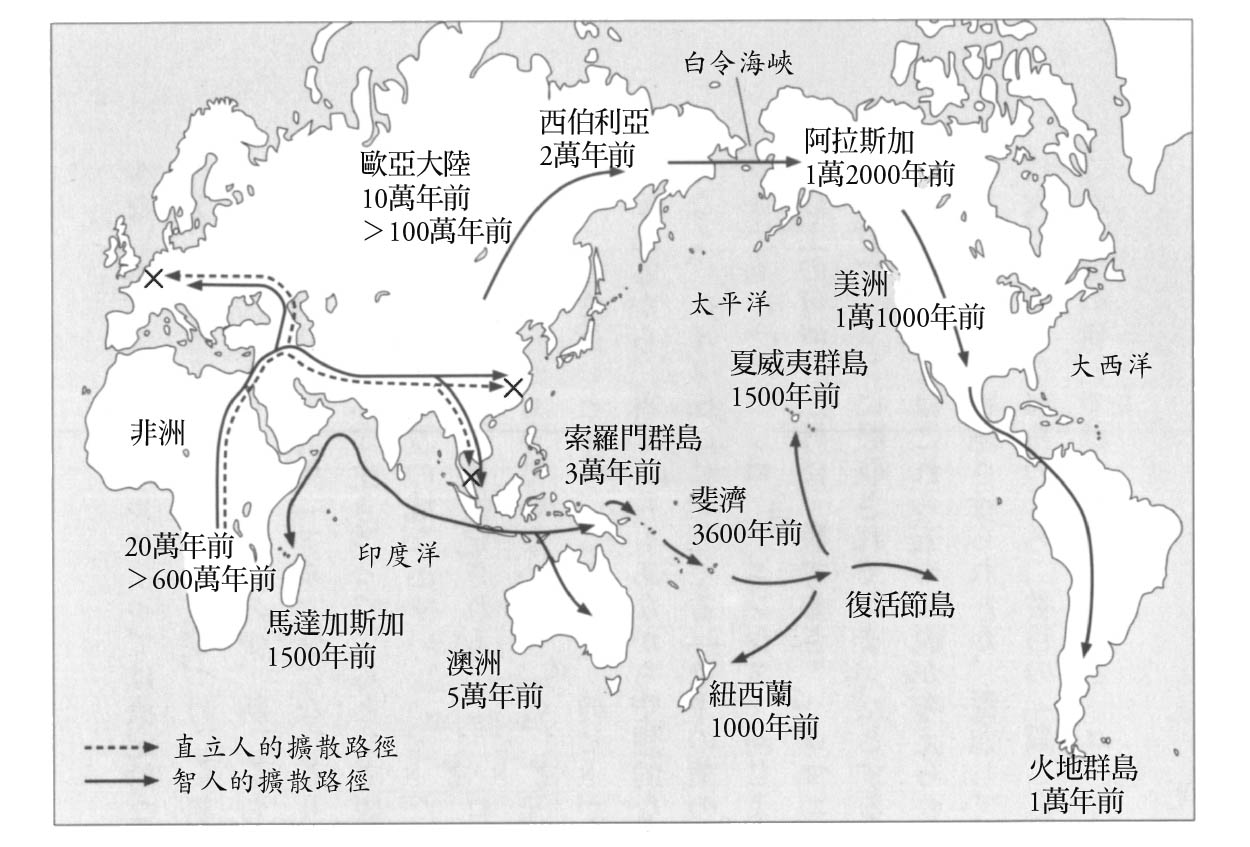 白令海峽
西伯利亞
2萬年前
阿拉斯加
1萬2000年前
歐亞大陸
10萬年前
＞100萬年前
美洲
1萬1000年前
太平洋
大西洋
夏威夷群島
1500年前
非洲
索羅門群島
3萬年前
斐濟
3600年前
20萬年前
＞600萬年前
印度洋
復活節島
馬達加斯加
1500年前
澳洲
5萬年前
紐西蘭
1000年前
直立人的擴散路徑
智人的擴散路徑
火地群島
1萬年前